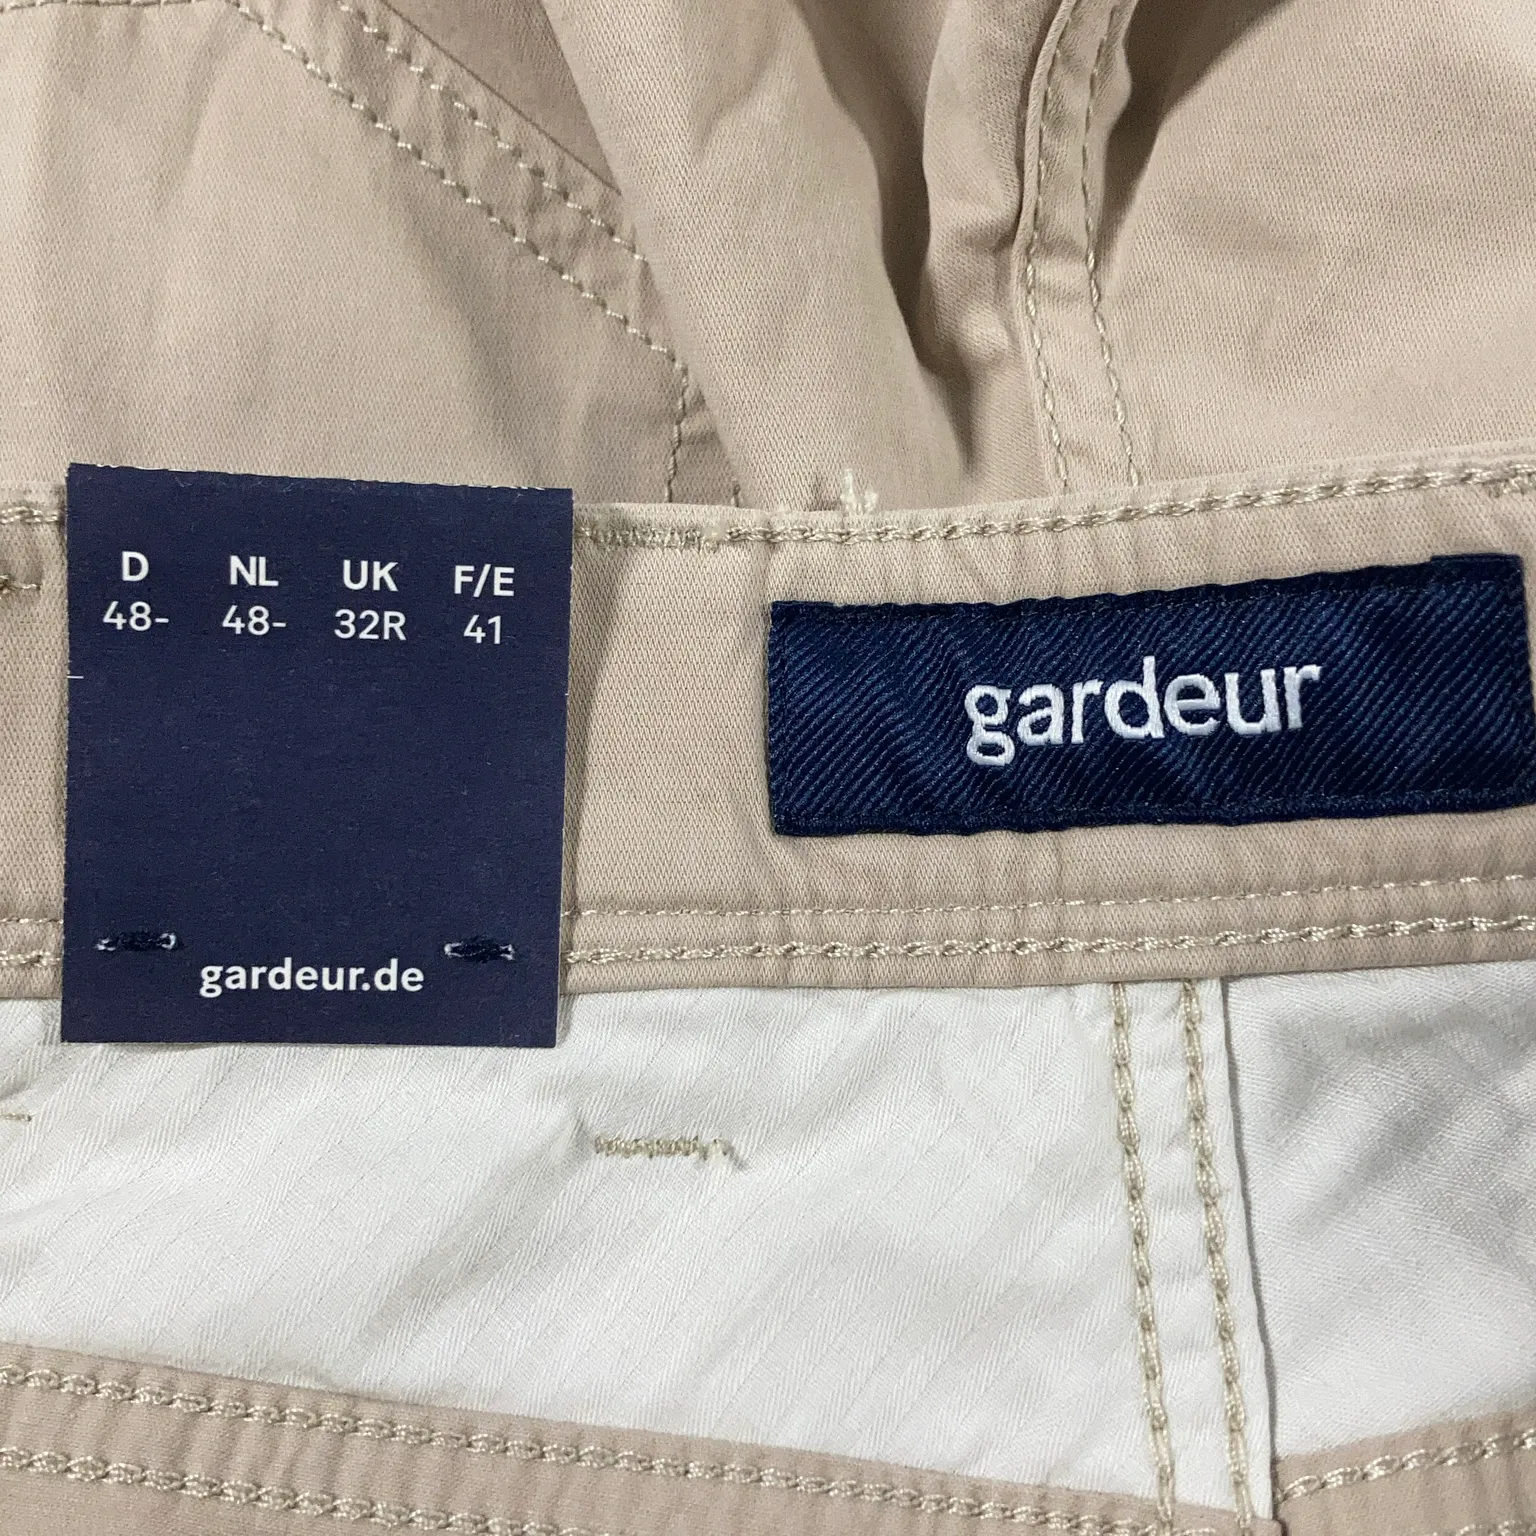 D NL UK F/E
48- 48- 32R 41
gardeur.de
gardeur